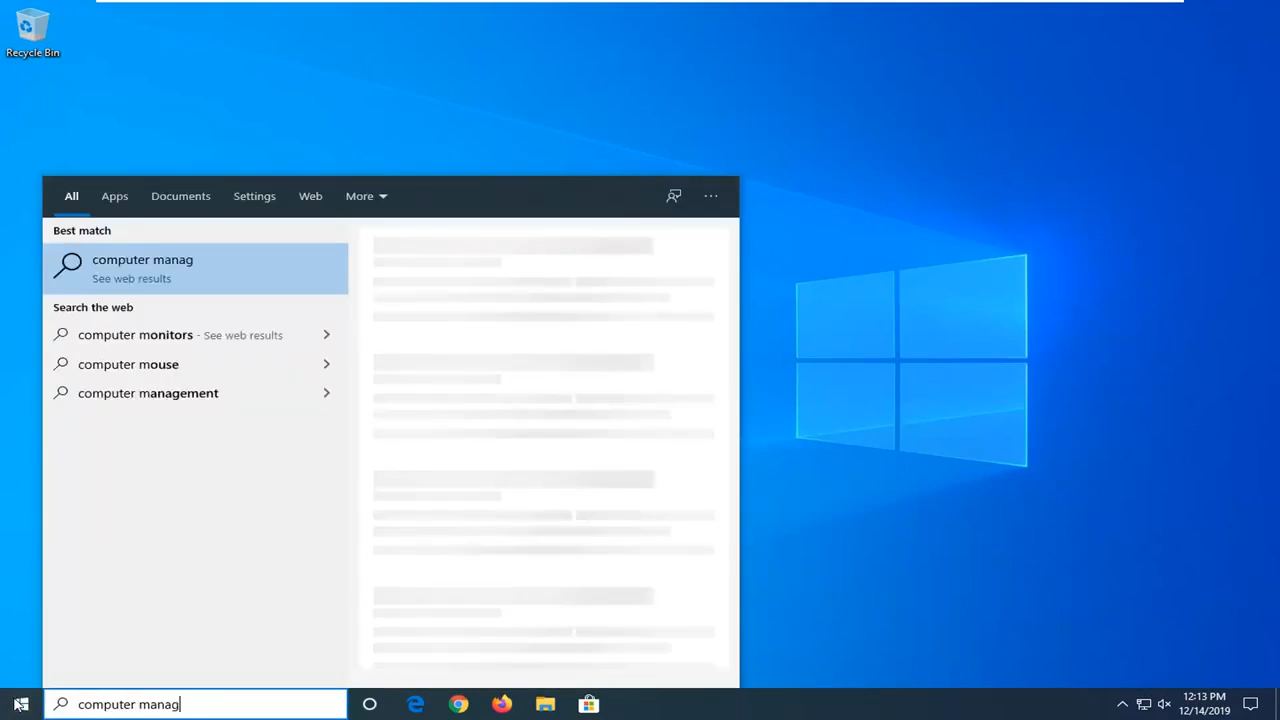 Recycle Bin
All Apps Documents Settings Web More
Best match
computer manag
See web results
Search the web
computer monitors - See web results
computer mouse
computer management
computer manag
12:13 PM
12/14/2019